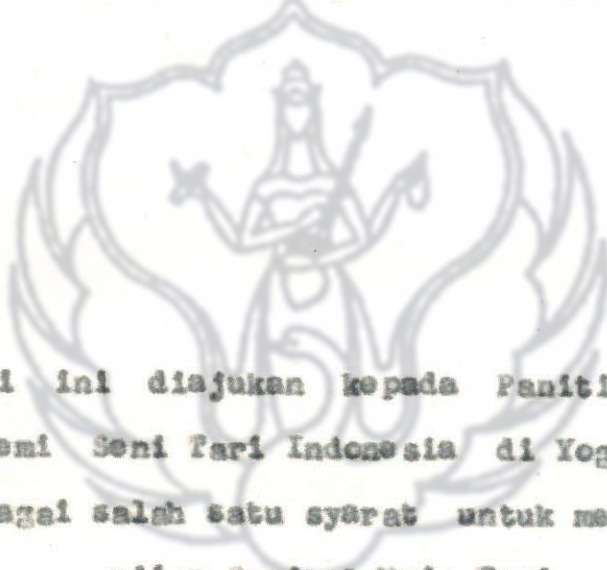 i ini diajukan kepada Paniti
emi Seni Tari Indonesia di Yog
agai salah satu syarat untuk me